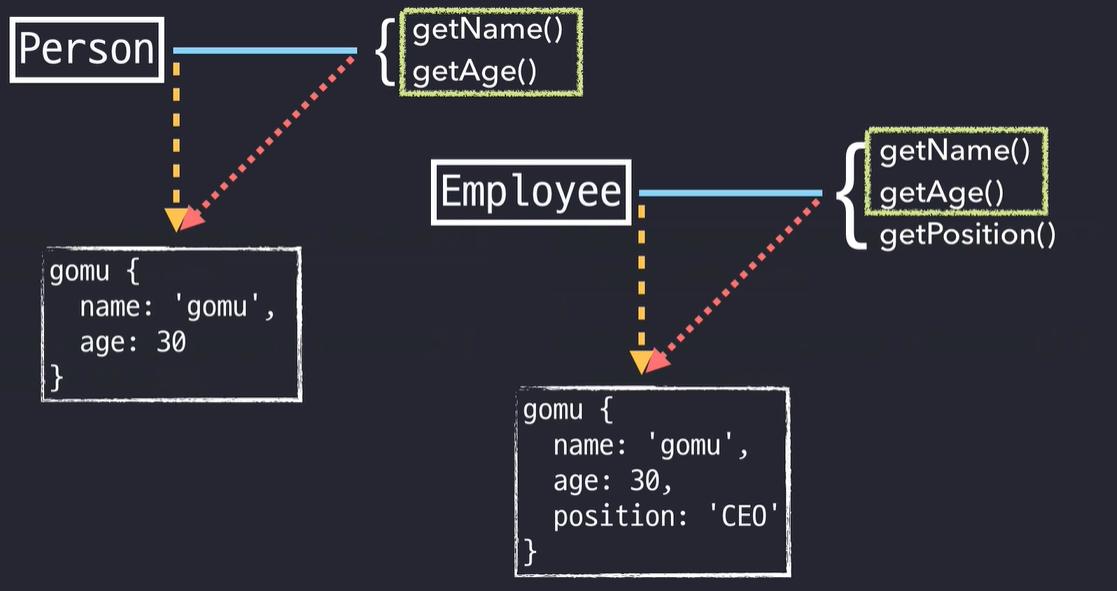 Person
{ getName()
getAge()
gomu {
name: 'gomu',
age: 30
}
Employee
{ getName()
getAge()
getPosition()
gomu {
name: 'gomu',
age: 30,
position: 'CEO'
}